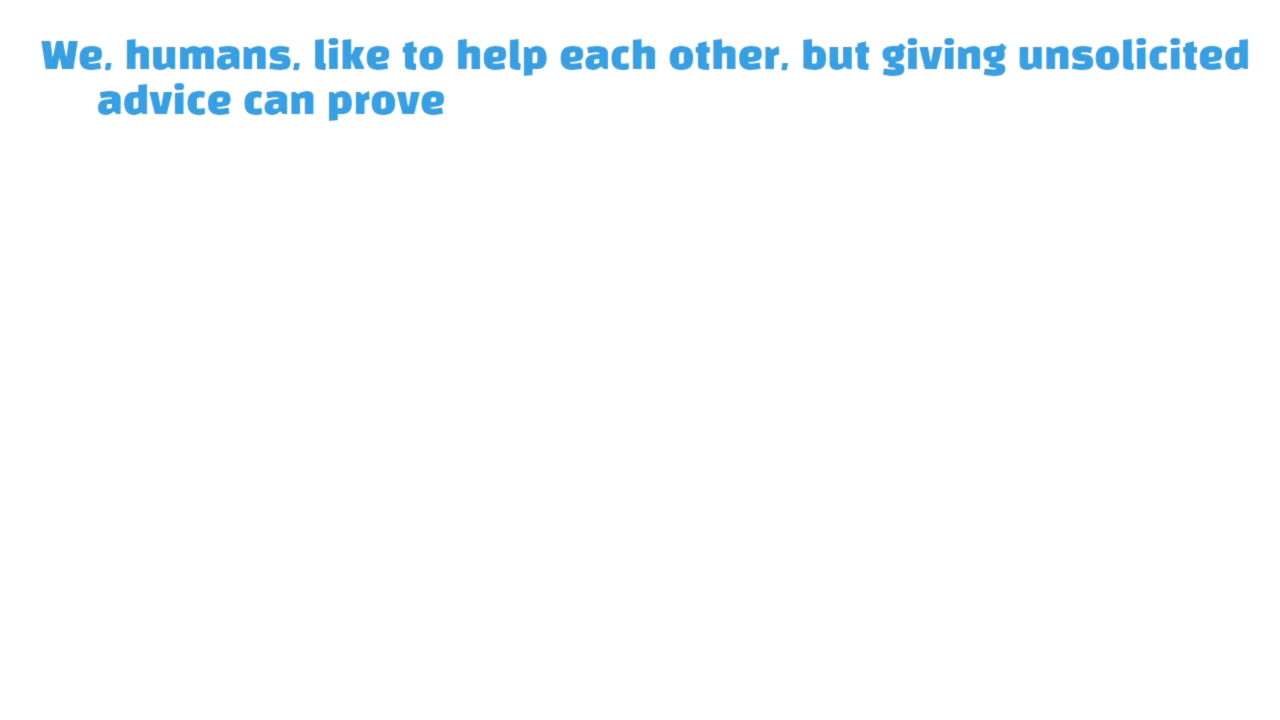 We, humans, like to help each other, but giving unsolicited
advice can prove